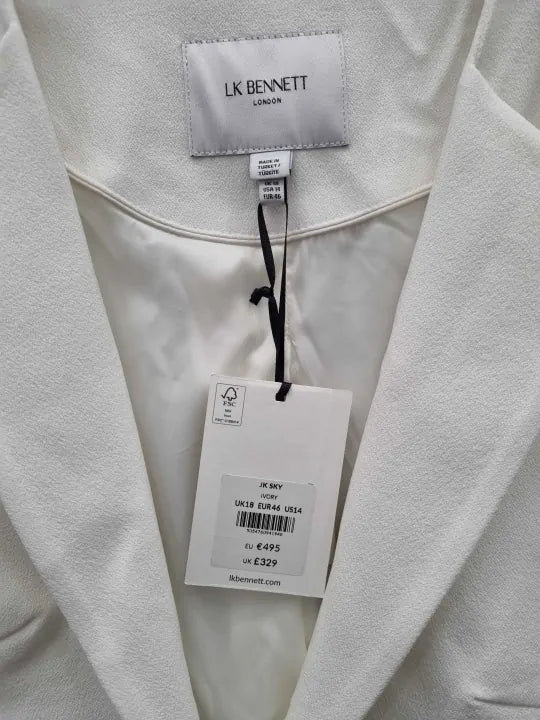 LK BENNETT
LONDON
MADE IN
TURKEY /
TÜRKİYE
UK 18
USA 14
EUR 46
FSC
JK SKY
IVORY
UK18 EUR46 US14
EU €495
UK £329
lkbennett.com